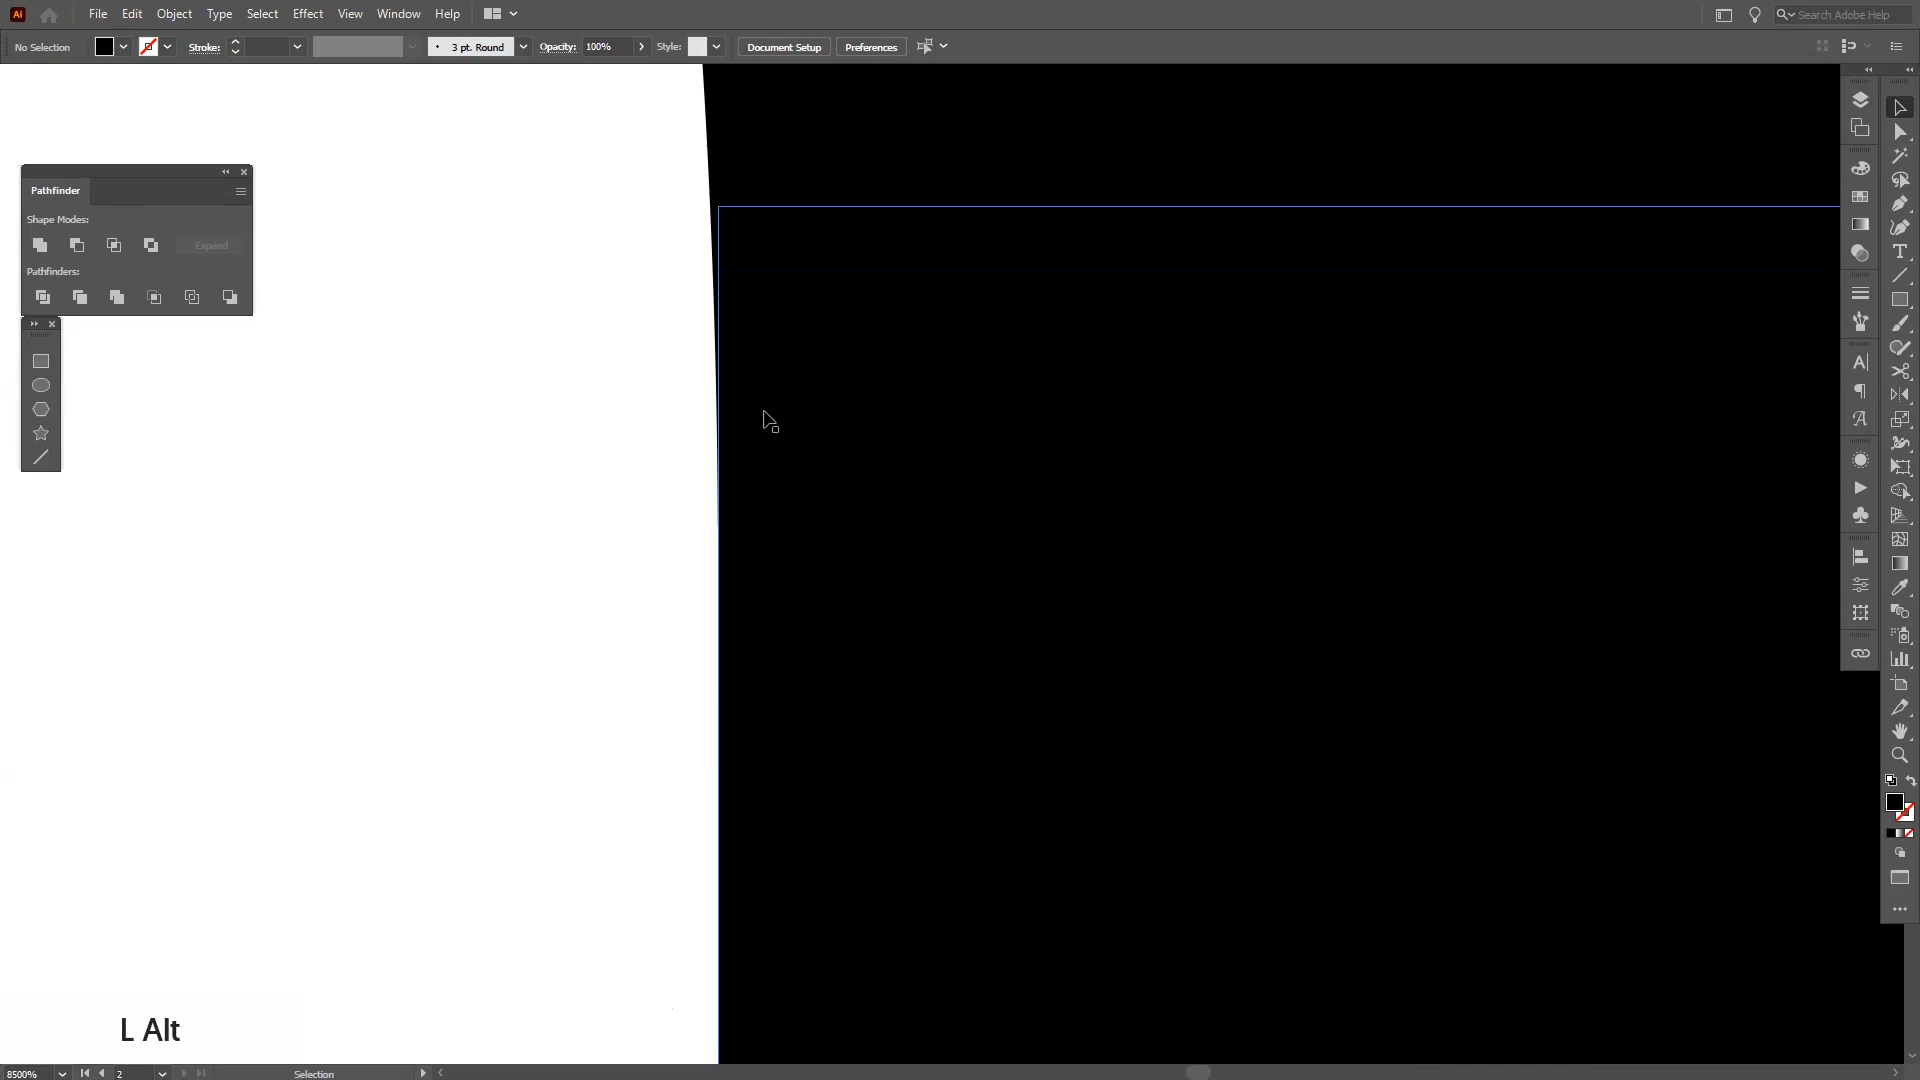 Ai File Edit Object Type Select Effect View Window Help Search Adobe Help
No Selection Stroke: 3 pt. Round Opacity: 100% Style: Document Setup Preferences
Pathfinder
Shape Modes:
Expand
Pathfinders:
L Alt
8500% 2 Selection